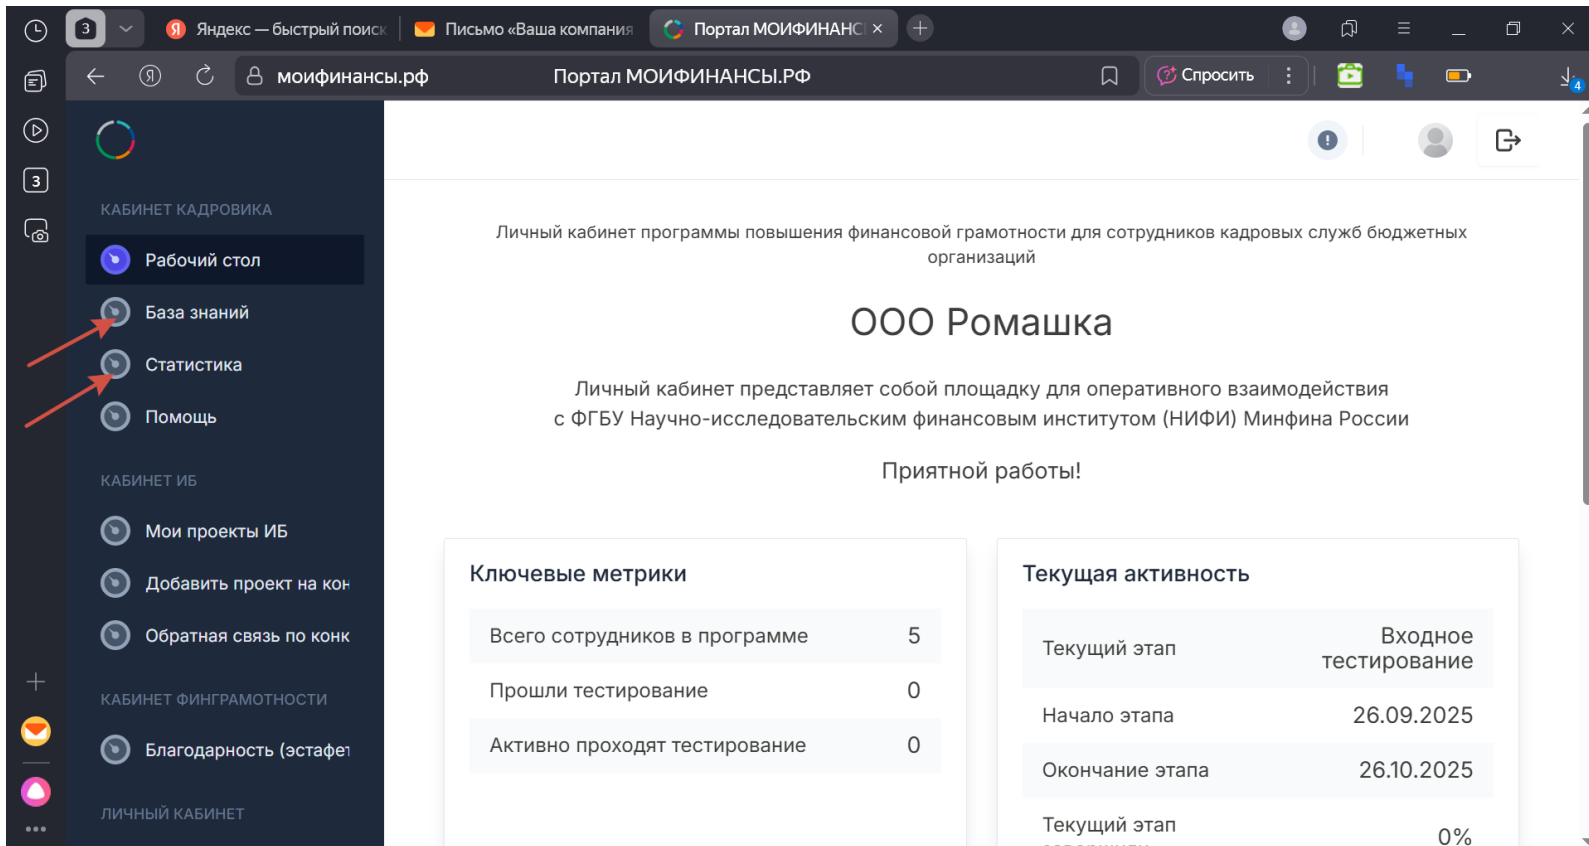 3
Яндекс — быстрый поиск
Письмо «Ваша компания
Портал МОИФИНАНС
моифинансы.рф
Портал МОИФИНАНСЫ.РФ
Спросить
4
3
КАБИНЕТ КАДРОВИКА
Рабочий стол
База знаний
Статистика
Помощь
КАБИНЕТ ИБ
Мои проекты ИБ
Добавить проект на кон
Обратная связь по конк
КАБИНЕТ ФИНГРАМОТНОСТИ
Благодарность (эстафет
ЛИЧНЫЙ КАБИНЕТ
Личный кабинет программы повышения финансовой грамотности для сотрудников кадровых служб бюджетных
организаций
ООО Ромашка
Личный кабинет представляет собой площадку для оперативного взаимодействия
с ФГБУ Научно-исследовательским финансовым институтом (НИФИ) Минфина России
Приятной работы!
Ключевые метрики
Всего сотрудников в программе 5
Прошли тестирование 0
Активно проходят тестирование 0
Текущая активность
Текущий этап Входное
тестирование
Начало этапа 26.09.2025
Окончание этапа 26.10.2025
Текущий этап
0%